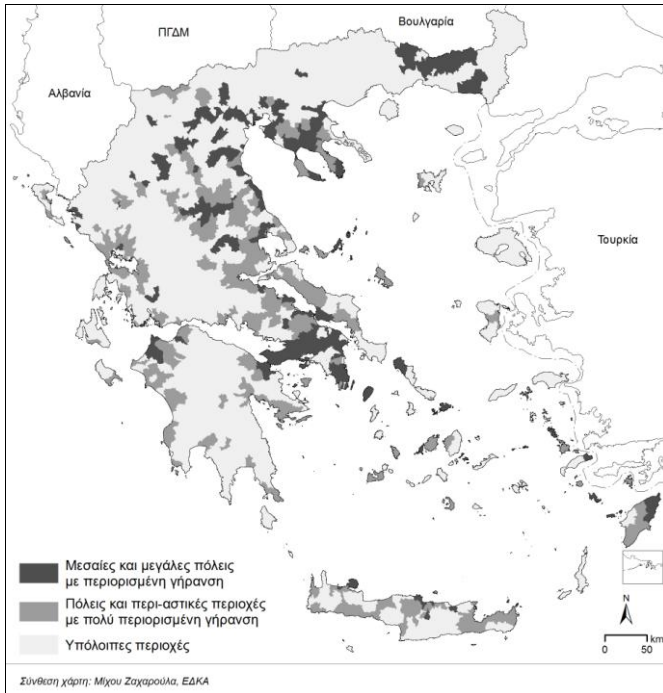 ΠΓΔΜ
Βουλγαρία
Αλβανία
Τουρκία
Μεσαίες και μεγάλες πόλεις
με περιορισμένη γήρανση
Πόλεις και περι-αστικές περιοχές
με πολύ περιορισμένη γήρανση
Υπόλοιπες περιοχές
N
0 50
km
Σύνθεση χάρτη: Μίχου Ζαχαρούλα, ΕΔΚΑ